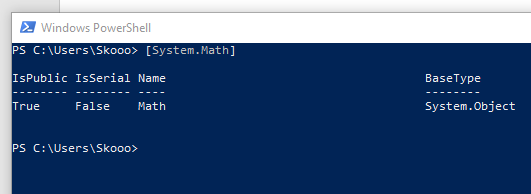 Windows PowerShell
PS C:\Users\Skooo> [System.Math]
IsPublic IsSerial Name                                     BaseType
-------- -------- ----                                     --------
True     False    Math                                     System.Object
PS C:\Users\Skooo>